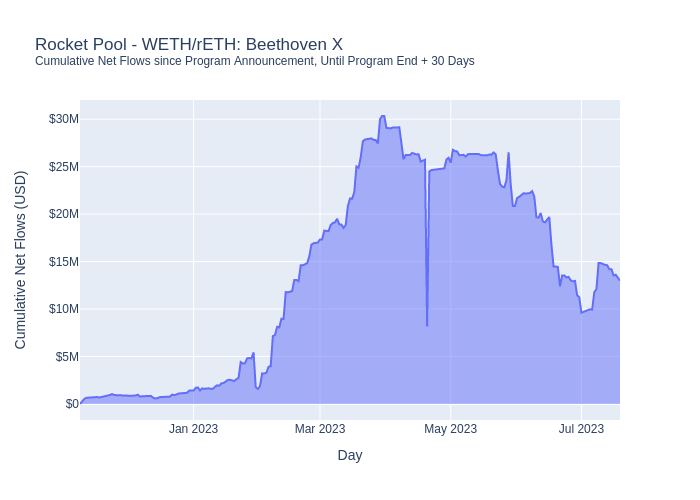 Rocket Pool - WETH/rETH: Beethoven X
Cumulative Net Flows since Program Announcement, Until Program End + 30 Days
$30M
$25M
$20M
$15M
$10M
$5M
$0
Cumulative Net Flows (USD)
Jan 2023
Mar 2023
May 2023
Jul 2023
Day